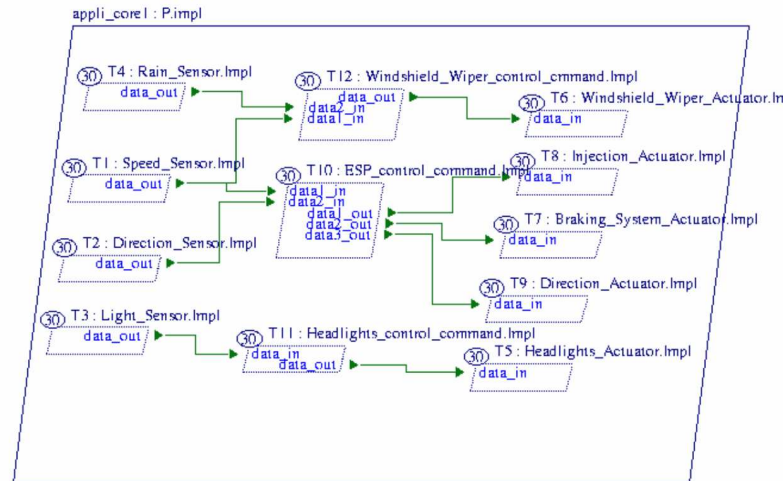 appli_core1 : P.impl
30 T4 : Rain_Sensor.Impl
data_out
30 T12 : Windshield_Wiper_control_cmmand.Impl
data_out
data2_in
data1_in
30 T6 : Windshield_Wiper_Actuator.In
data_in
30 T1 : Speed_Sensor.Impl
data_out
30 T10 : ESP_control_command.Impl
data1_in
data2_in
data1_out
data2_out
data3_out
30 T8 : Injection_Actuator.Impl
data_in
30 T7 : Braking_System_Actuator.Impl
data_in
30 T2 : Direction_Sensor.Impl
data_out
30 T9 : Direction_Actuator.Impl
data_in
30 T3 : Light_Sensor.Impl
data_out
30 T11 : Headlights_control_command.Impl
data_in
data_out
30 T5 : Headlights_Actuator.Impl
data_in